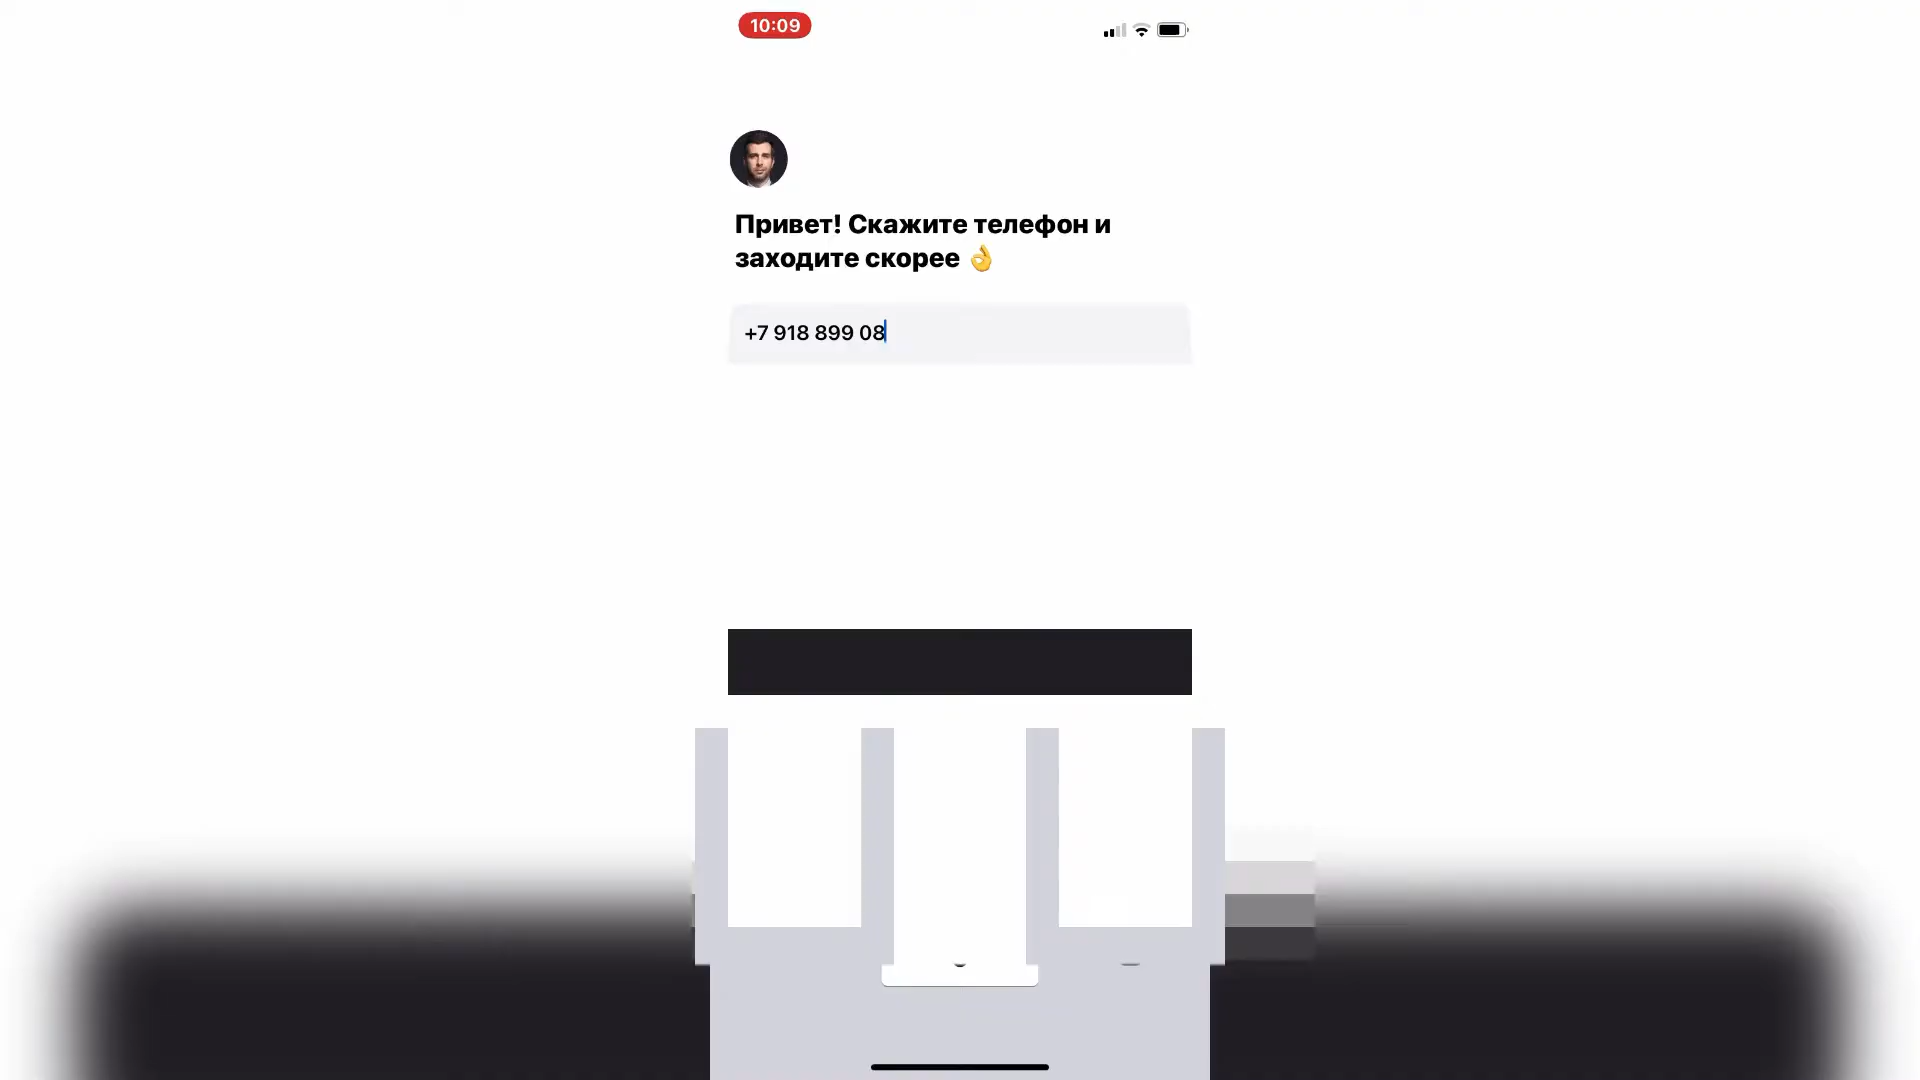 10:09
Привет! Скажите телефон и
заходите скорее 👌
+7 918 899 08